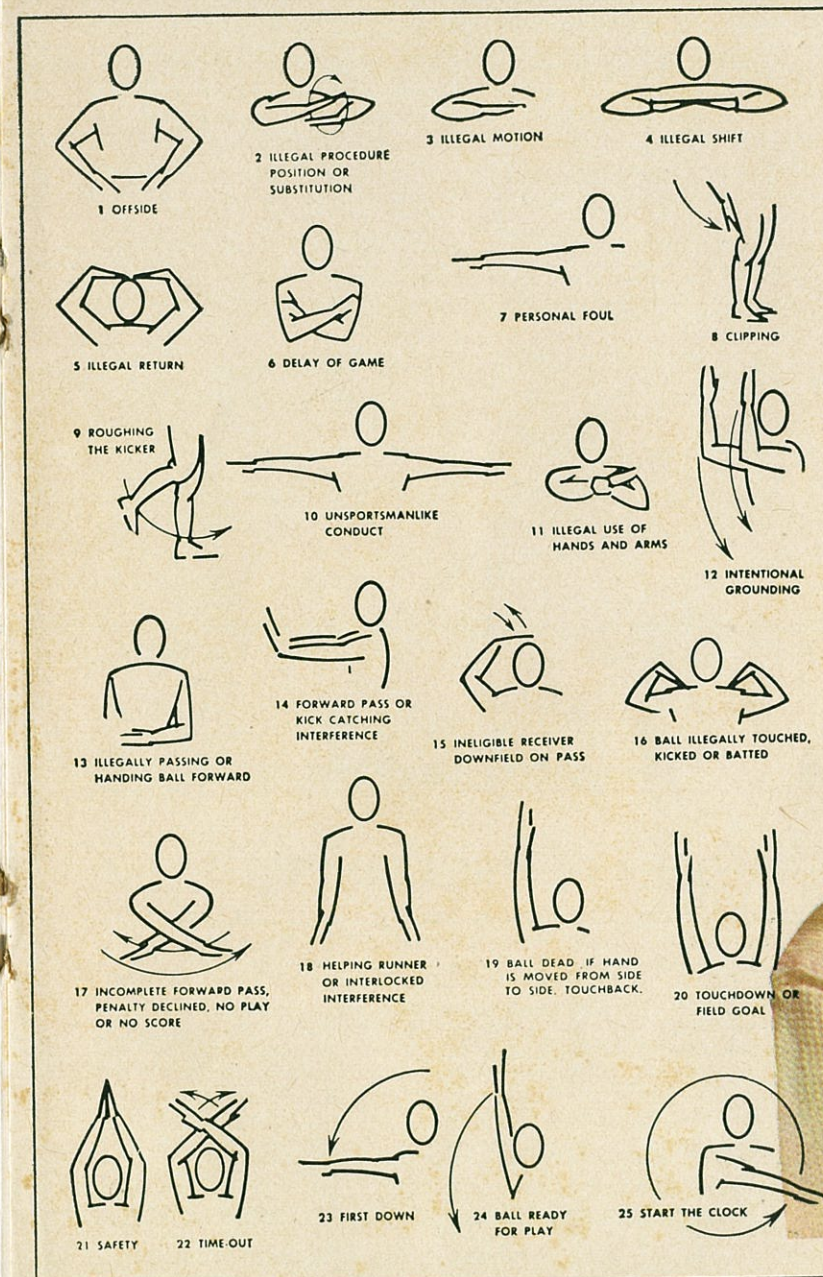 1 OFFSIDE
2 ILLEGAL PROCEDURE
POSITION OR
SUBSTITUTION
3 ILLEGAL MOTION
4 ILLEGAL SHIFT
5 ILLEGAL RETURN
6 DELAY OF GAME
7 PERSONAL FOUL
8 CLIPPING
9 ROUGHING
THE KICKER
10 UNSPORTSMANLIKE
CONDUCT
11 ILLEGAL USE OF
HANDS AND ARMS
12 INTENTIONAL
GROUNDING
13 ILLEGALLY PASSING OR
HANDING BALL FORWARD
14 FORWARD PASS OR
KICK CATCHING
INTERFERENCE
15 INELIGIBLE RECEIVER
DOWNFIELD ON PASS
16 BALL ILLEGALLY TOUCHED,
KICKED OR BATTED
17 INCOMPLETE FORWARD PASS,
PENALTY DECLINED, NO PLAY
OR NO SCORE
18 HELPING RUNNER
OR INTERLOCKED
INTERFERENCE
19 BALL DEAD. IF HAND
IS MOVED FROM SIDE
TO SIDE. TOUCHBACK.
20 TOUCHDOWN OR
FIELD GOAL
21 SAFETY
22 TIME-OUT
23 FIRST DOWN
24 BALL READY
FOR PLAY
25 START THE CLOCK